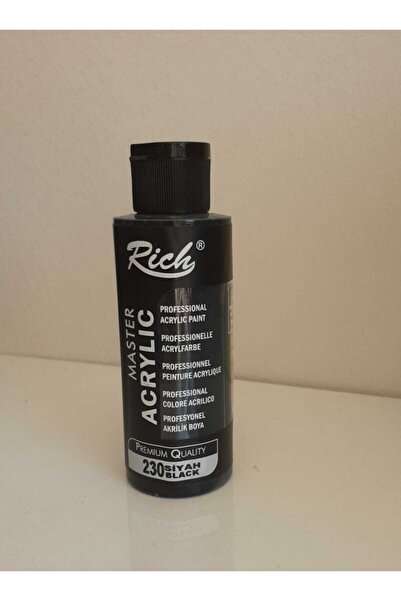 Rich®
MASTER
ACRYLIC
PROFESSIONAL
ACRYLIC PAINT
PROFESSIONELLE
ACRYLFARBE
PROFESSIONNEL
PEINTURE ACRYLIQUE
PROFESSIONAL
COLORE ACRILICO
PROFESYONEL
AKRİLİK BOYA
PREMIUM QUALITY
230 SİYAH
BLACK